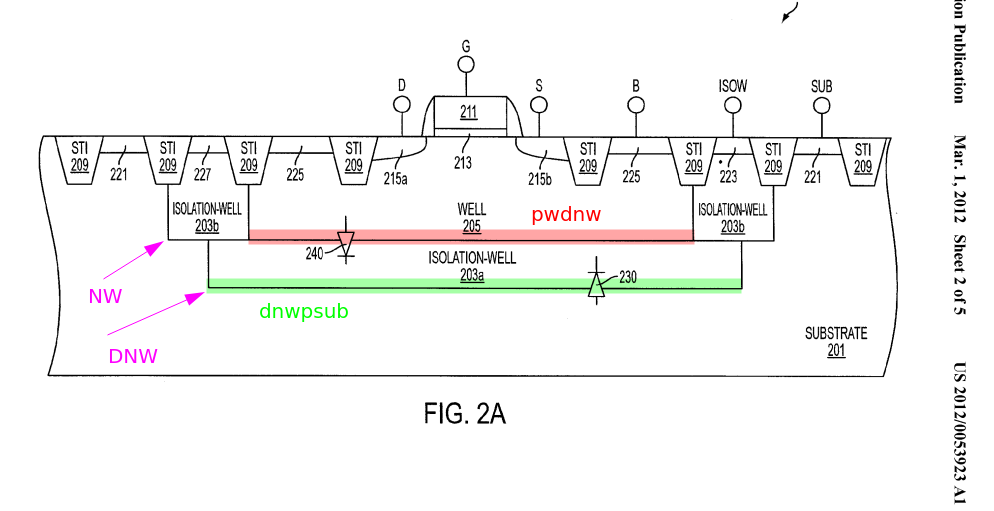 G
D
S
B
ISOW
SUB
211
213
STI
209
STI
209
STI
209
STI
209
STI
209
STI
209
STI
209
STI
209
221
227
225
215a
215b
225
223
221
ISOLATION-WELL
203b
WELL
205
pwdnw
ISOLATION-WELL
203b
240
ISOLATION-WELL
203a
230
NW
dnwpsub
DNW
SUBSTRATE
201
FIG. 2A
ion Publication
Mar. 1, 2012
Sheet 2 of 5
US 2012/0053923 A1